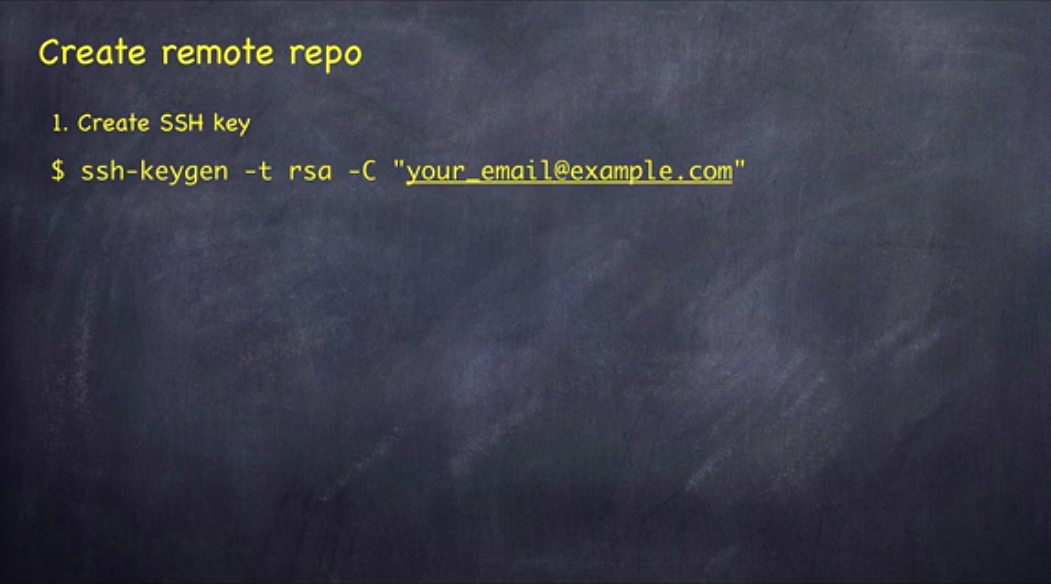 Create remote repo
1. Create SSH key
$ ssh-keygen -t rsa -C "your_email@example.com"